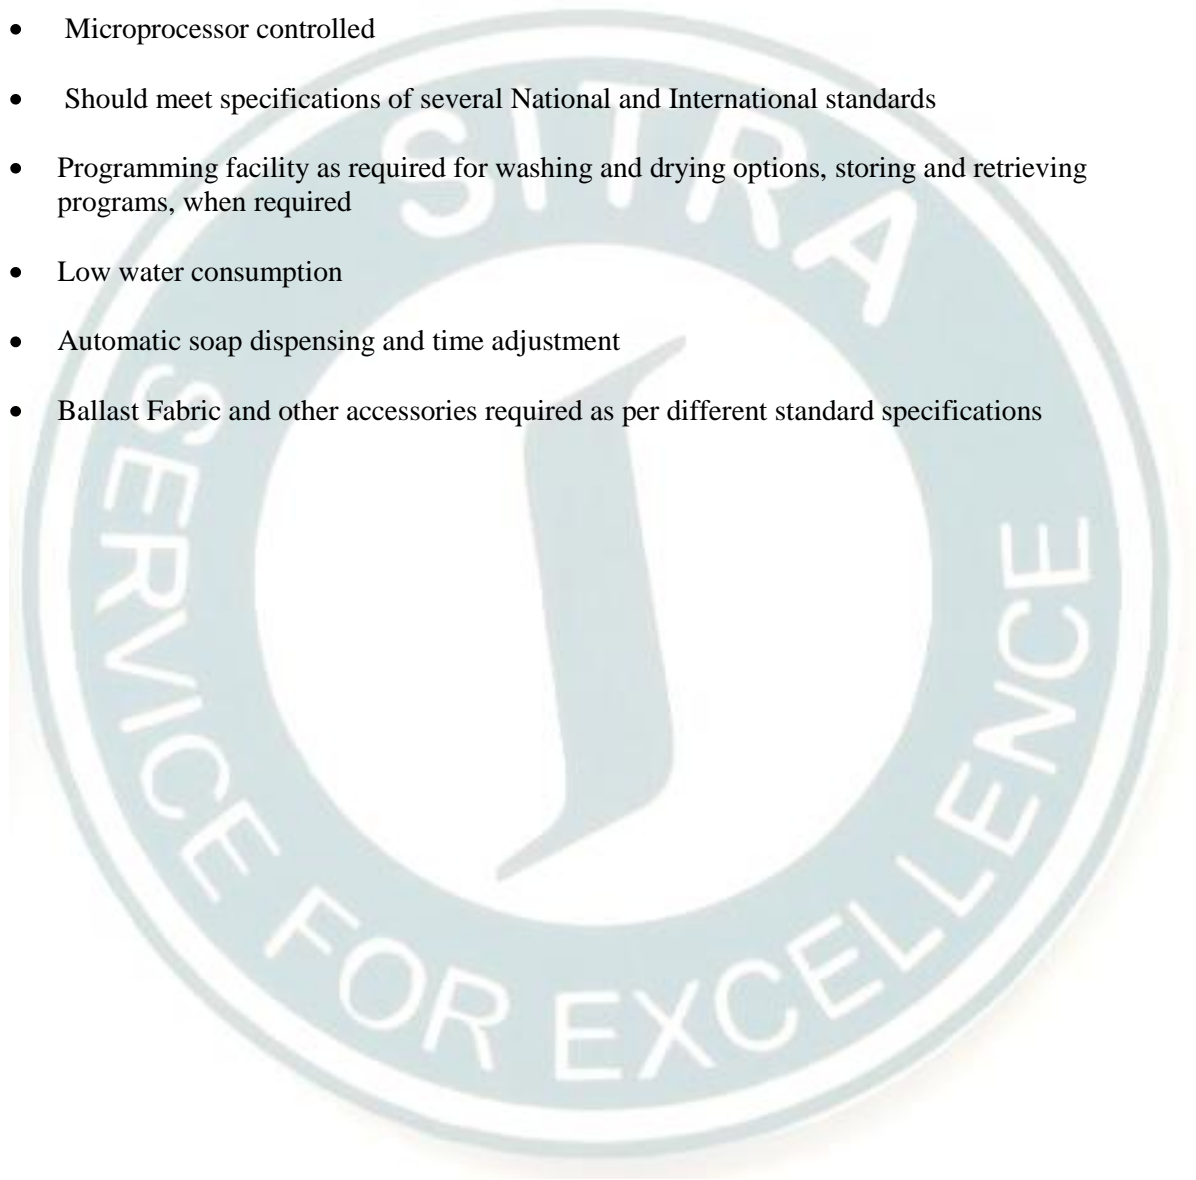 • Microprocessor controlled
• Should meet specifications of several National and International standards
• Programming facility as required for washing and drying options, storing and retrieving
programs, when required
• Low water consumption
• Automatic soap dispensing and time adjustment
• Ballast Fabric and other accessories required as per different standard specifications
SITRA
SERVICE FOR EXCELLENCE